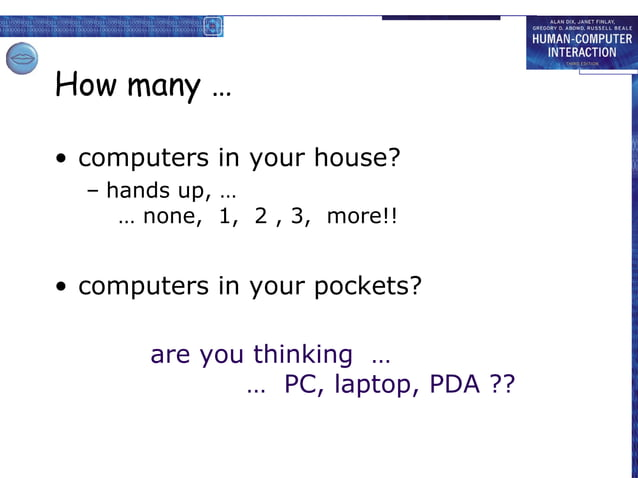 ALAN DIX, JANET FINLAY,
GREGORY D. ABOWD, RUSSELL BEALE
HUMAN-COMPUTER
INTERACTION
THIRD EDITION
How many …
• computers in your house?
– hands up, …
… none, 1, 2 , 3, more!!
• computers in your pockets?
are you thinking …
… PC, laptop, PDA ??